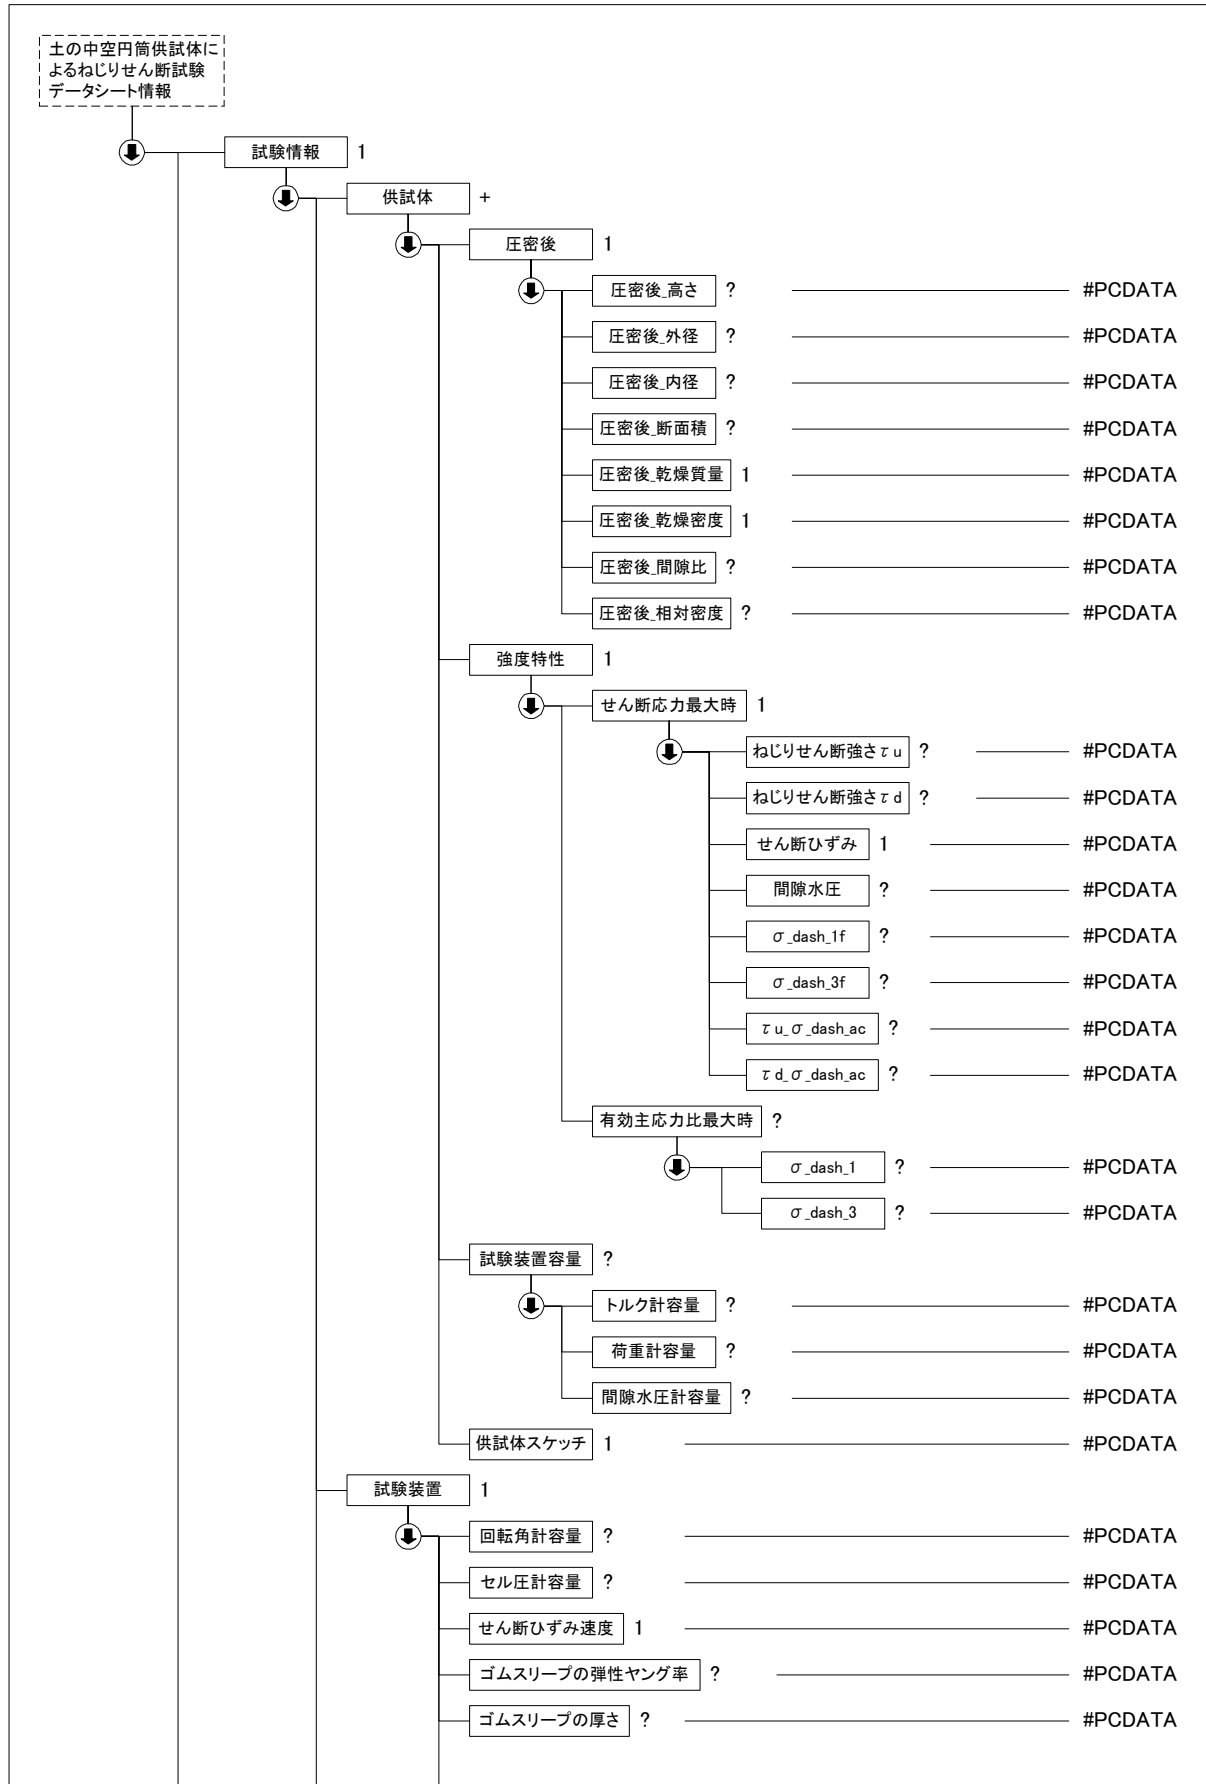 土の中空円筒供試体に
よるねじりせん断試験
データシート情報
試験情報 1
供試体 +
圧密後 1
圧密後_高さ ? #PCDATA
圧密後_外径 ? #PCDATA
圧密後_内径 ? #PCDATA
圧密後_断面積 ? #PCDATA
圧密後_乾燥質量 1 #PCDATA
圧密後_乾燥密度 1 #PCDATA
圧密後_間隙比 ? #PCDATA
圧密後_相対密度 ? #PCDATA
強度特性 1
せん断応力最大時 1
ねじりせん断強さτu ? #PCDATA
ねじりせん断強さτd ? #PCDATA
せん断ひずみ 1 #PCDATA
間隙水圧 ? #PCDATA
σ_dash_1f ? #PCDATA
σ_dash_3f ? #PCDATA
τu_σ_dash_ac ? #PCDATA
τd_σ_dash_ac ? #PCDATA
有効主応力比最大時 ?
σ_dash_1 ? #PCDATA
σ_dash_3 ? #PCDATA
試験装置容量 ?
トルク計容量 ? #PCDATA
荷重計容量 ? #PCDATA
間隙水圧計容量 ? #PCDATA
供試体スケッチ 1 #PCDATA
試験装置 1
回転角計容量 ? #PCDATA
セル圧計容量 ? #PCDATA
せん断ひずみ速度 1 #PCDATA
ゴムスリーブの弾性ヤング率 ? #PCDATA
ゴムスリーブの厚さ ? #PCDATA